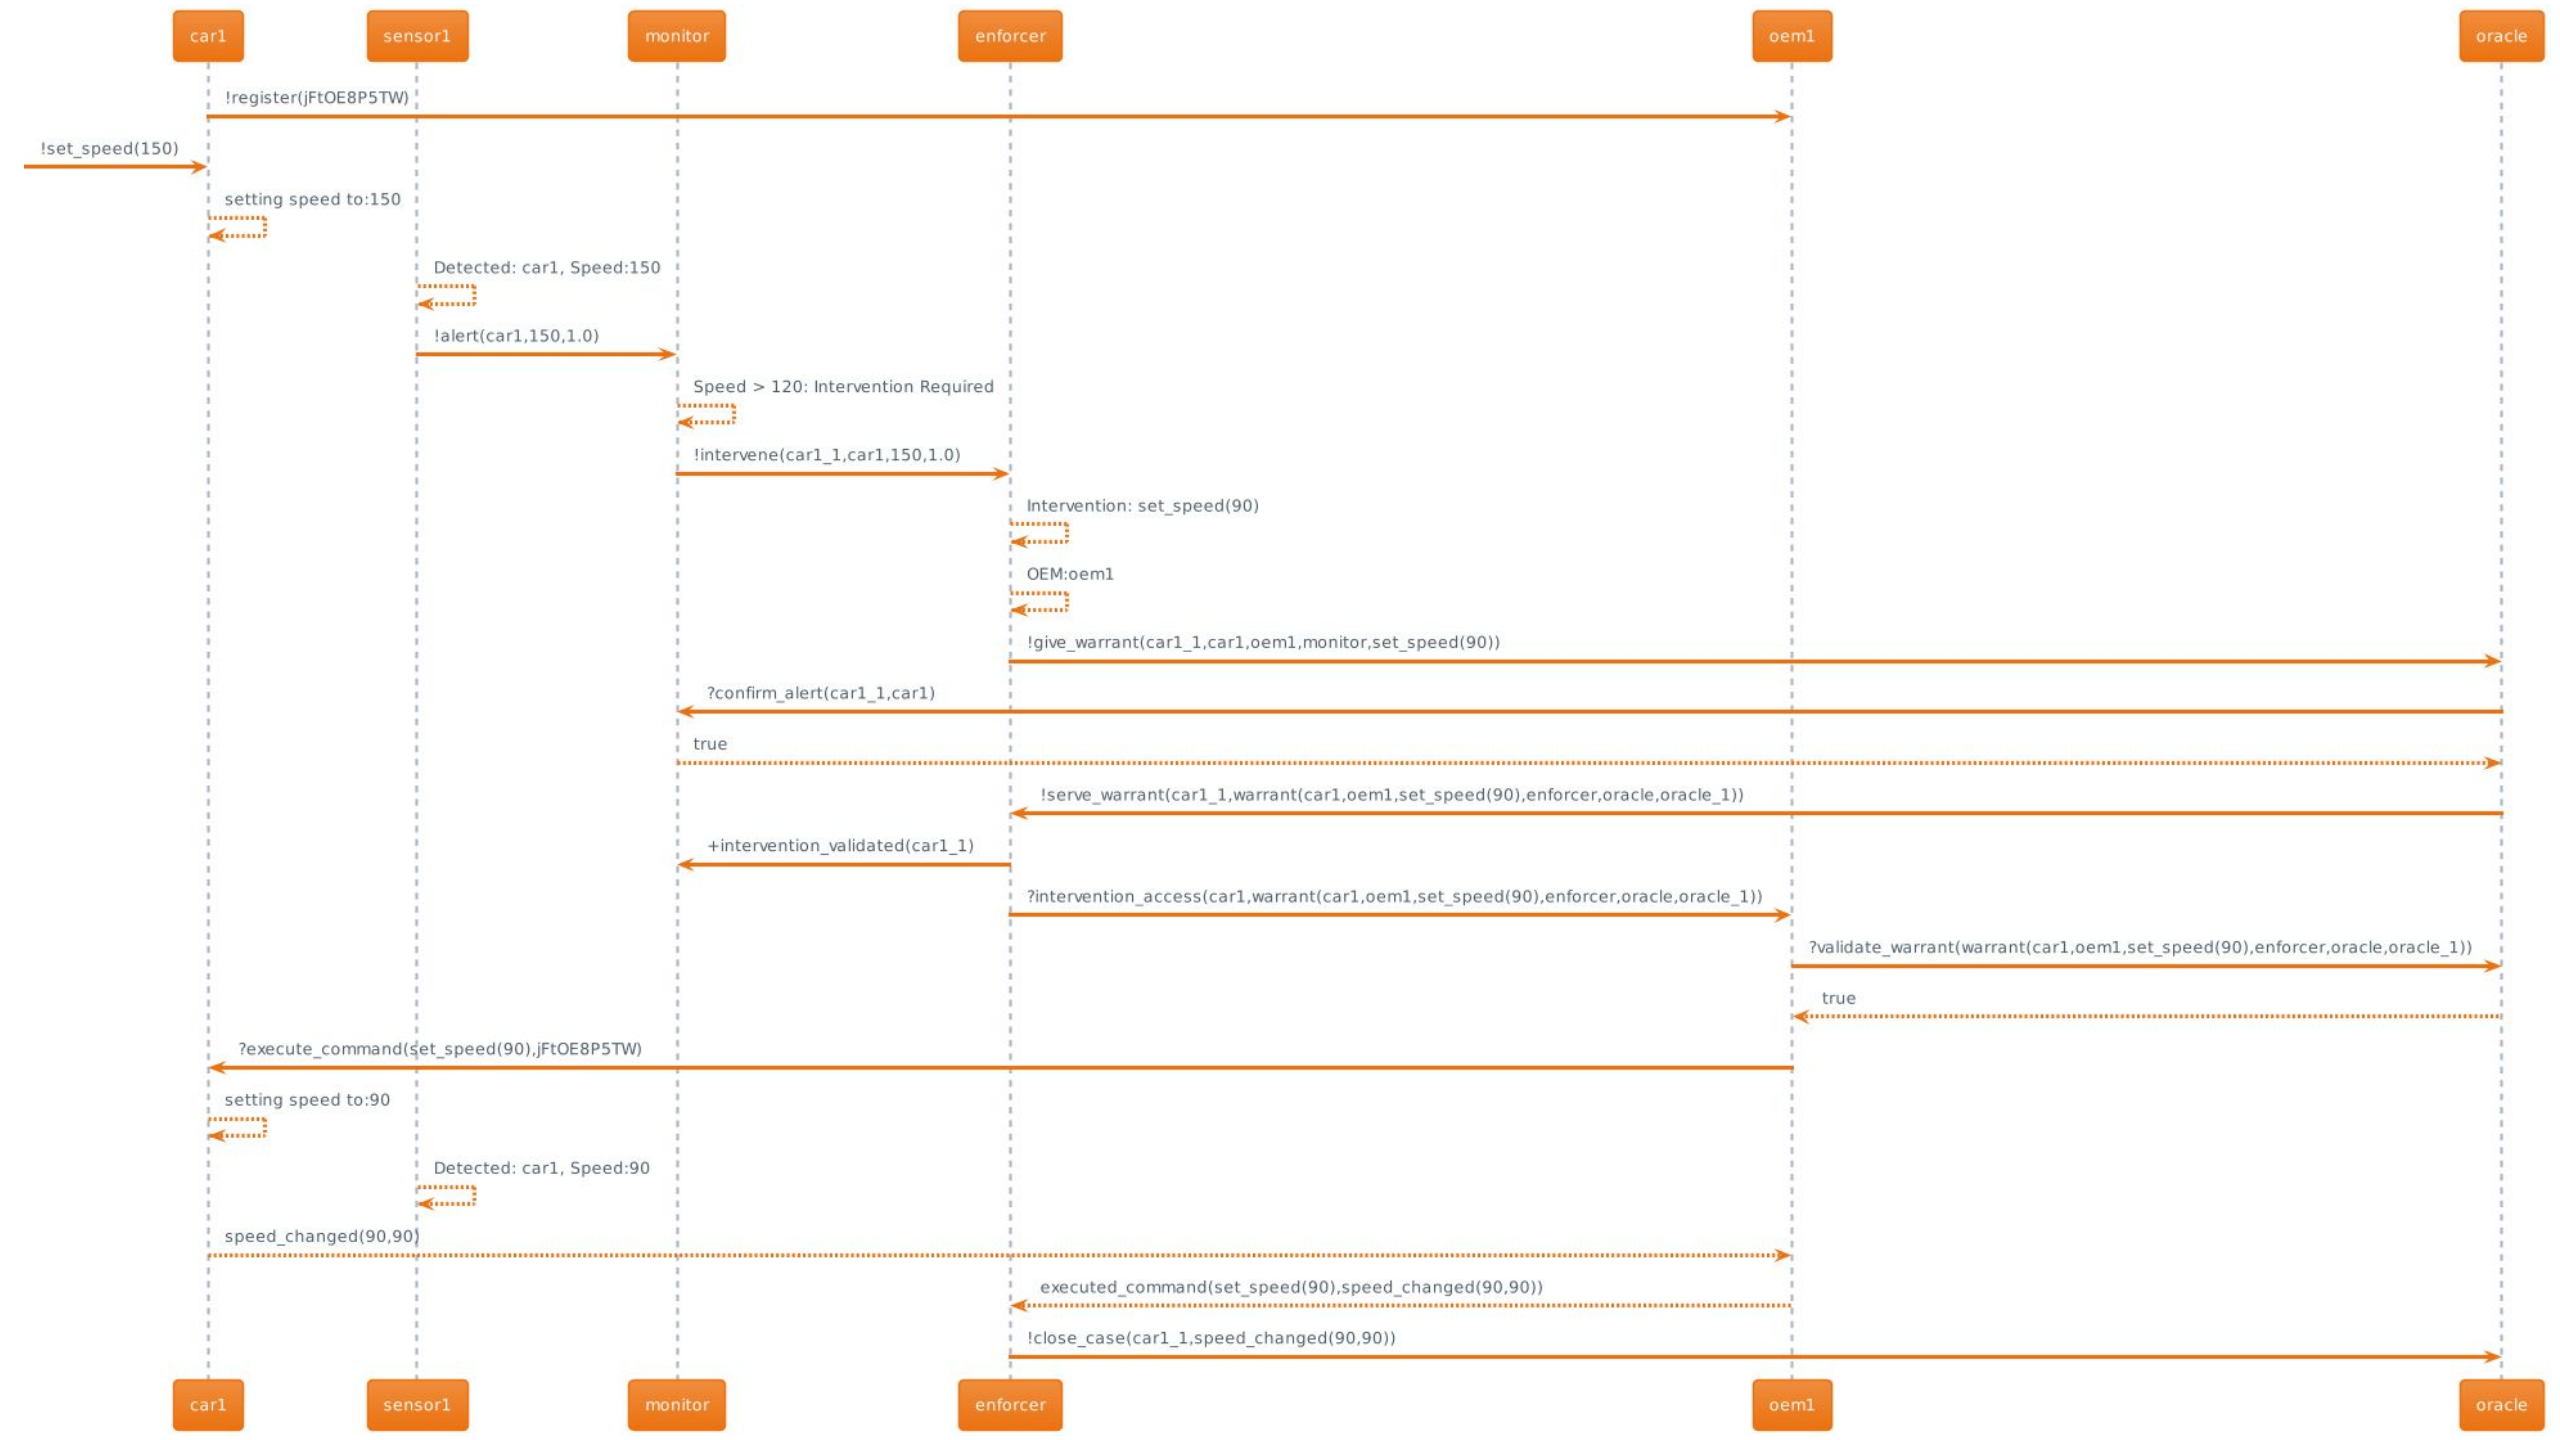 car1
sensor1
monitor
enforcer
oem1
oracle
!register(jFtOE8P5TW)
!set_speed(150)
setting speed to:150
Detected: car1, Speed:150
!alert(car1,150,1.0)
Speed > 120: Intervention Required
!intervene(car1_1,car1,150,1.0)
Intervention: set_speed(90)
OEM:oem1
!give_warrant(car1_1,car1,oem1,monitor,set_speed(90))
?confirm_alert(car1_1,car1)
true
!serve_warrant(car1_1,warrant(car1,oem1,set_speed(90),enforcer,oracle,oracle_1))
+intervention_validated(car1_1)
?intervention_access(car1,warrant(car1,oem1,set_speed(90),enforcer,oracle,oracle_1))
?validate_warrant(warrant(car1,oem1,set_speed(90),enforcer,oracle,oracle_1))
true
?execute_command(set_speed(90),jFtOE8P5TW)
setting speed to:90
Detected: car1, Speed:90
speed_changed(90,90)
executed_command(set_speed(90),speed_changed(90,90))
!close_case(car1_1,speed_changed(90,90))
car1
sensor1
monitor
enforcer
oem1
oracle